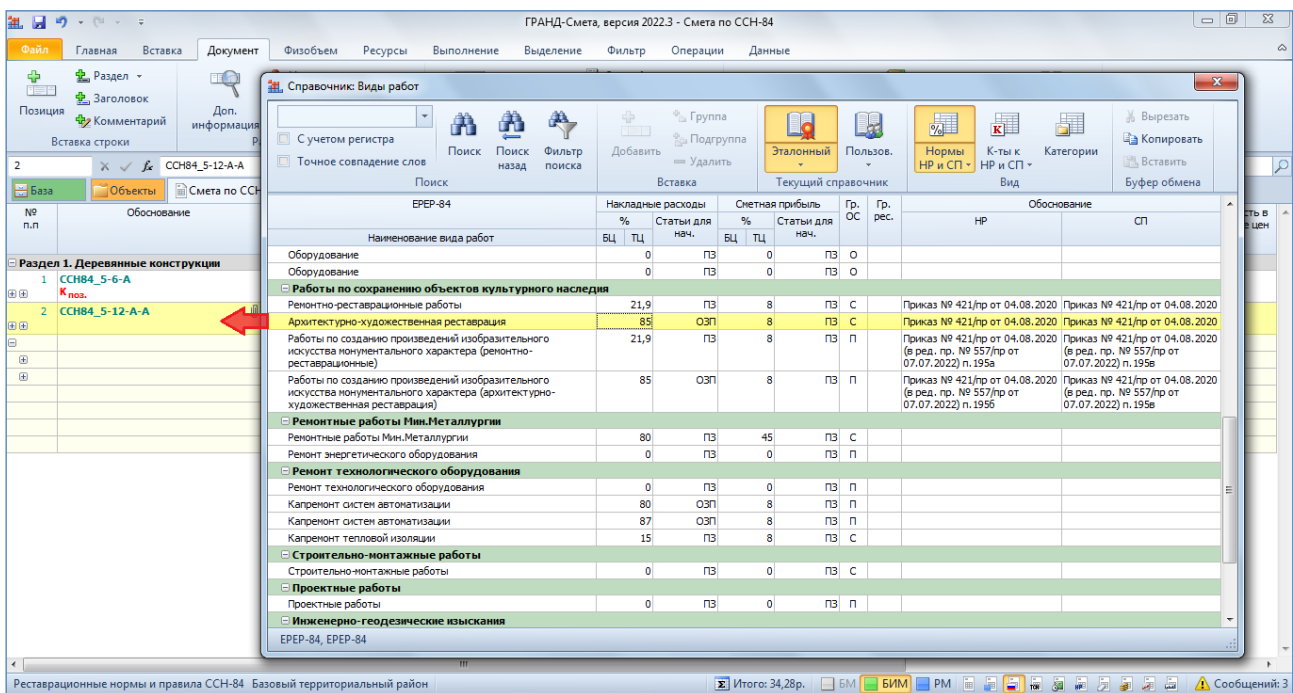 ГРАНД-Смета, версия 2022.3 - Смета по ССН-84
Файл Главная Вставка Документ Физобъем Ресурсы Выполнение Выделение Фильтр Операции Данные
Позиция
Раздел
Заголовок
Комментарий
Вставка строки
Доп.
информация
2 fx ССН84_5-12-А-А
База Объекты Смета по ССН
№
п.п
Обоснование
Раздел 1. Деревянные конструкции
1 ССН84_5-6-А
К поз.
2 ССН84_5-12-А-А
Справочник: Виды работ
С учетом регистра
Точное совпадение слов
Поиск
Поиск
назад
Фильтр
поиска
Поиск
Добавить
Группа
Подгруппа
Удалить
Вставка
Эталонный
Пользов.
Текущий справочник
Нормы
НР и СП
К-ты к
НР и СП
Категории
Вид
Вырезать
Копировать
Вставить
Буфер обмена
ЕРЕР-84 Накладные расходы Сметная прибыль Гр.
ОС Гр.
рес. Обоснование
Наименование вида работ % Статьи для
нач. % Статьи для
нач. НР СП
БЦ ТЦ БЦ ТЦ
Оборудование 0 ПЗ 0 ПЗ О
Оборудование 0 ПЗ 0 ПЗ О
Работы по сохранению объектов культурного наследия
Ремонтно-реставрационные работы 21,9 ПЗ 8 ПЗ С Приказ № 421/пр от 04.08.2020 Приказ № 421/пр от 04.08.2020
Архитектурно-художественная реставрация 85 ОЗП 8 ПЗ С Приказ № 421/пр от 04.08.2020 Приказ № 421/пр от 04.08.2020
Работы по созданию произведений изобразительного 21,9 ПЗ 8 ПЗ П Приказ № 421/пр от 04.08.2020 Приказ № 421/пр от 04.08.2020
искусства монументального характера (ремонтно- (в ред. пр. № 557/пр от (в ред. пр. № 557/пр от
реставрационные) 07.07.2022) п.195а 07.07.2022) п.195в
Работы по созданию произведений изобразительного 85 ОЗП 8 ПЗ П Приказ № 421/пр от 04.08.2020 Приказ № 421/пр от 04.08.2020
искусства монументального характера (архитектурно- (в ред. пр. № 557/пр от (в ред. пр. № 557/пр от
художественная реставрация) 07.07.2022) п.195б 07.07.2022) п.195в
Ремонтные работы Мин.Металлургии
Ремонтные работы Мин.Металлургии 80 ПЗ 45 ПЗ С
Ремонт энергетического оборудования 0 ПЗ 0 ПЗ П
Ремонт технологического оборудования
Ремонт технологического оборудования 0 ПЗ 0 ПЗ П
Капремонт систем автоматизации 80 ОЗП 8 ПЗ П
Капремонт систем автоматизации 87 ОЗП 8 ПЗ П
Капремонт тепловой изоляции 15 ПЗ 8 ПЗ С
Строительно-монтажные работы
Строительно-монтажные работы 0 ПЗ 0 ПЗ С
Проектные работы
Проектные работы 0 ПЗ 0 ПЗ П
Инженерно-геодезические изыскания
ЕРЕР-84, ЕРЕР-84
Реставрационные нормы и правила ССН-84 Базовый территориальный район Итого: 34,28р. БМ БИМ РМ Сообщений: 3